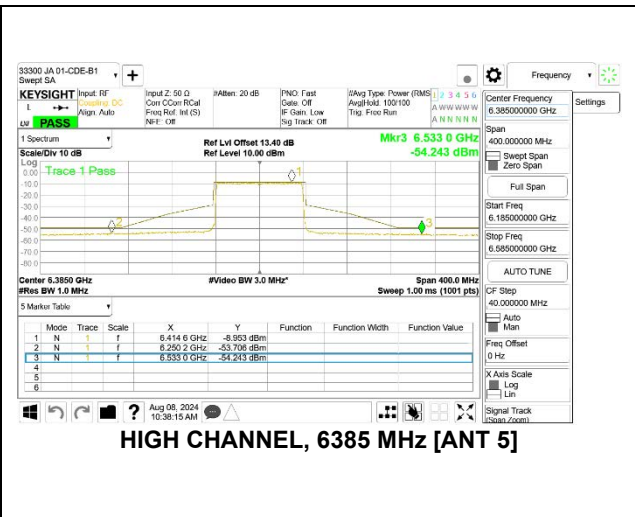 33300 JA 01-CDE-B1
Swept SA
Frequency
KEYSIGHT
L
LXI PASS
Input: RF
Coupling: DC
Align: Auto
Input Z: 50 Ω
Corr CCorr RCal
Freq Ref: Int (S)
NFE: Off
#Atten: 20 dB
PNO: Fast
Gate: Off
IF Gain: Low
Sig Track: Off
#Avg Type: Power (RMS
Avg|Hold: 100/100
Trig: Free Run
1 2 3 4 5 6
A W W W W W
A N N N N N
1 Spectrum
Scale/Div 10 dB
Ref Lvl Offset 13.40 dB
Ref Level 10.00 dBm
Mkr3 6.533 0 GHz
-54.243 dBm
Log
Trace 1 Pass
0.00
-10.0
-20.0
-30.0
-40.0
-50.0
-60.0
-70.0
-80.0
1
2
3
Center 6.3850 GHz
#Res BW 1.0 MHz
#Video BW 3.0 MHz*
Span 400.0 MHz
Sweep 1.00 ms (1001 pts)
5 Marker Table
Mode Trace Scale X Y Function Function Width Function Value
1 N 1 f 6.414 6 GHz -8.953 dBm
2 N 1 f 6.250 2 GHz -53.706 dBm
3 N 1 f 6.533 0 GHz -54.243 dBm
4
5
6
Aug 08, 2024
10:38:15 AM
Center Frequency
6.385000000 GHz
Settings
Span
400.000000 MHz
Swept Span
Zero Span
Full Span
Start Freq
6.185000000 GHz
Stop Freq
6.585000000 GHz
AUTO TUNE
CF Step
40.000000 MHz
Auto
Man
Freq Offset
0 Hz
X Axis Scale
Log
Lin
Signal Track
(Span Zoom)
HIGH CHANNEL, 6385 MHz [ANT 5]